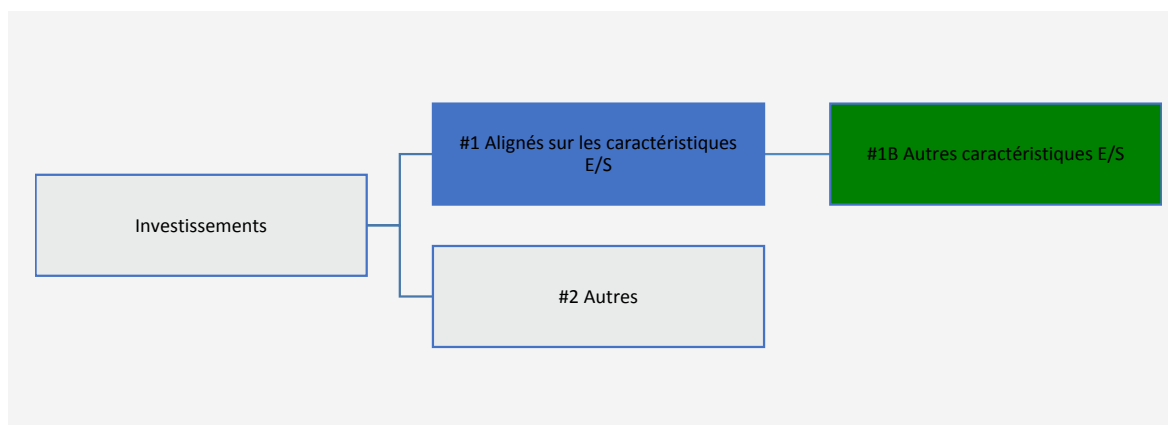 #1 Alignés sur les caractéristiques
E/S
#1B Autres caractéristiques E/S
Investissements
#2 Autres